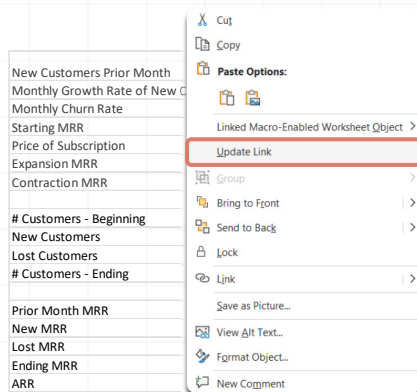 New Customers Prior Month
Monthly Growth Rate of New C
Monthly Churn Rate
Starting MRR
Price of Subscription
Expansion MRR
Contraction MRR
# Customers - Beginning
New Customers
Lost Customers
# Customers - Ending
Prior Month MRR
New MRR
Lost MRR
Ending MRR
ARR
Cut
Copy
Paste Options:
Linked Macro-Enabled Worksheet Object
Update Link
Group
Bring to Front
Send to Back
Lock
Link
Save as Picture...
View Alt Text...
Format Object...
New Comment